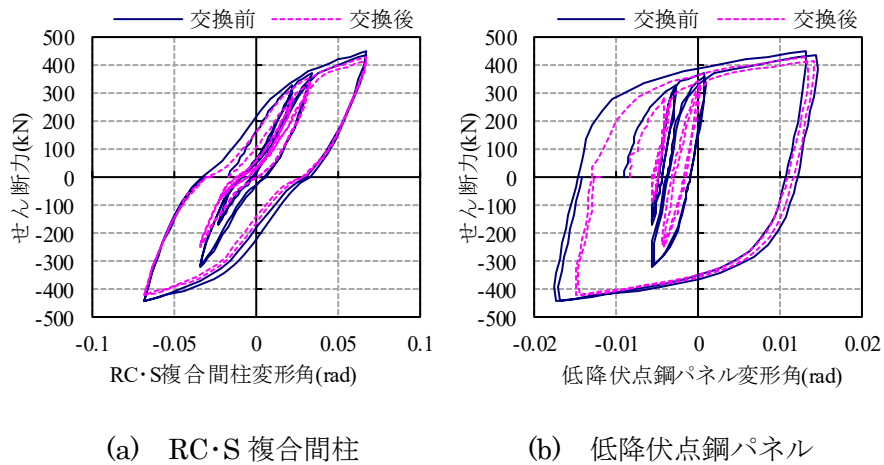 交換前 交換後
500
400
300
200
100
0
-100
-200
-300
-400
-500
せん断力(kN)
-0.1 -0.05 0 0.05 0.1
RC・S複合間柱変形角(rad)
(a) RC・S複合間柱
交換前 交換後
500
400
300
200
100
0
-100
-200
-300
-400
-500
せん断力(kN)
-0.02 -0.01 0 0.01 0.02
低降伏点鋼パネル変形角(rad)
(b) 低降伏点鋼パネル